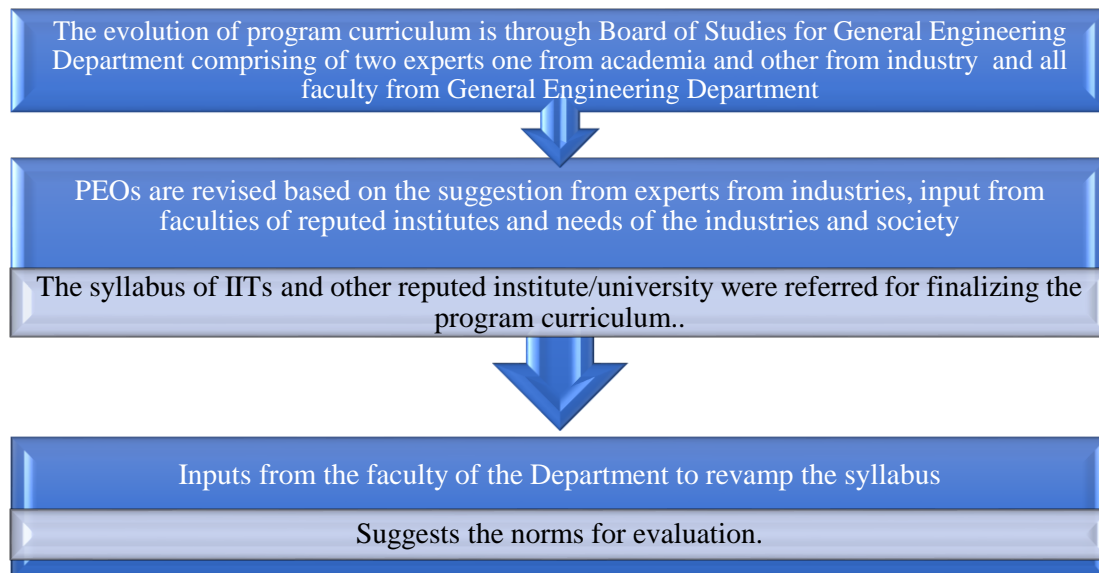 The evolution of program curriculum is through Board of Studies for General Engineering
Department comprising of two experts one from academia and other from industry and all
faculty from General Engineering Department
PEOs are revised based on the suggestion from experts from industries, input from
faculties of reputed institutes and needs of the industries and society
The syllabus of IITs and other reputed institute/university were referred for finalizing the
program curriculum..
Inputs from the faculty of the Department to revamp the syllabus
Suggests the norms for evaluation.